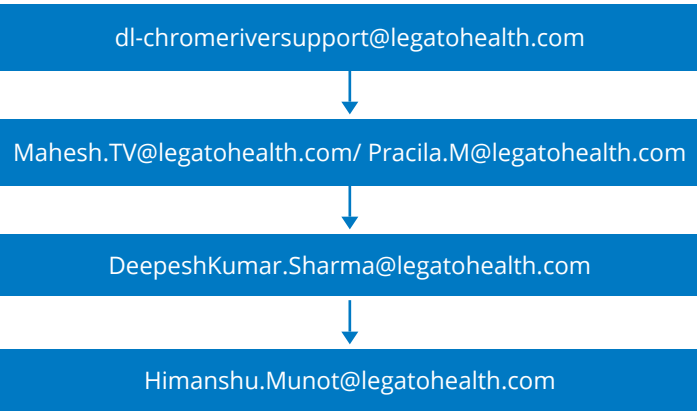 dl-chromeriversupport@legatohealth.com
Mahesh.TV@legatohealth.com/ Pracila.M@legatohealth.com
DeepeshKumar.Sharma@legatohealth.com
Himanshu.Munot@legatohealth.com